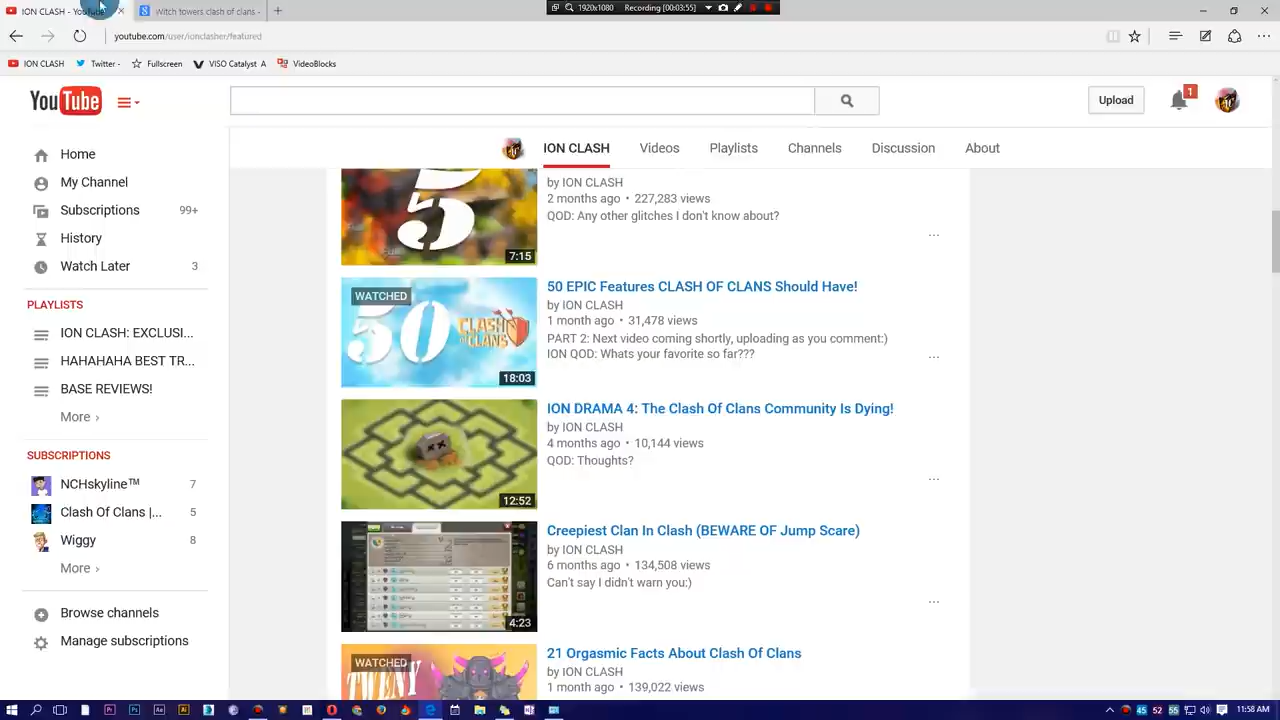 ION CLASH - YouTube
Witch towers clash of clans -
1920x1080 Recording [00:03:55]
youtube.com/user/ionclasher/featured
ION CLASH
Twitter -
Fullscreen
VISO Catalyst A
VideoBlocks
YouTube
Upload
1
ION CLASH
Videos
Playlists
Channels
Discussion
About
Home
My Channel
Subscriptions 99+
History
Watch Later 3
PLAYLISTS
ION CLASH: EXCLUSI...
HAHAHAHA BEST TR...
BASE REVIEWS!
More ›
SUBSCRIPTIONS
NCHskyline™ 7
Clash Of Clans |... 5
Wiggy 8
More ›
Browse channels
Manage subscriptions
5
7:15
by ION CLASH
2 months ago • 227,283 views
QOD: Any other glitches I don't know about?
...
WATCHED
50 CLASH OF CLANS
18:03
50 EPIC Features CLASH OF CLANS Should Have!
by ION CLASH
1 month ago • 31,478 views
PART 2: Next video coming shortly, uploading as you comment:)
ION QOD: Whats your favorite so far???
...
12:52
ION DRAMA 4: The Clash Of Clans Community Is Dying!
by ION CLASH
4 months ago • 10,144 views
QOD: Thoughts?
...
4:23
Creepiest Clan In Clash (BEWARE OF Jump Scare)
by ION CLASH
6 months ago • 134,508 views
Can't say I didn't warn you:)
...
WATCHED
21 Orgasmic Facts About Clash Of Clans
by ION CLASH
1 month ago • 139,022 views
45 52 55
11:58 AM